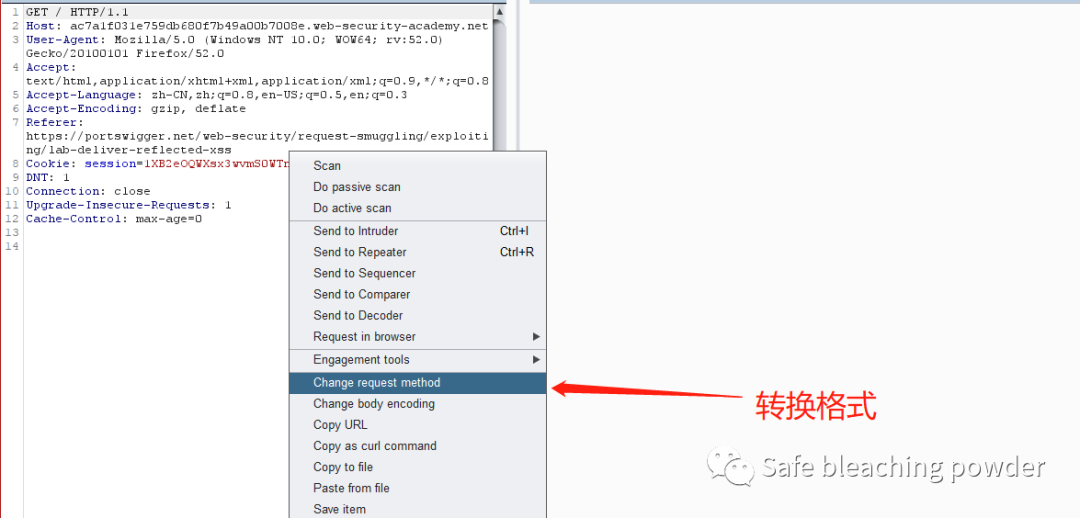 1 GET / HTTP/1.1
2 Host: ac7a1f031e759db680f7b49a00b7008e.web-security-academy.net
3 User-Agent: Mozilla/5.0 (Windows NT 10.0; WOW64; rv:52.0)
Gecko/20100101 Firefox/52.0
4 Accept:
text/html,application/xhtml+xml,application/xml;q=0.9,*/*;q=0.8
5 Accept-Language: zh-CN,zh;q=0.8,en-US;q=0.5,en;q=0.3
6 Accept-Encoding: gzip, deflate
7 Referer:
https://portswigger.net/web-security/request-smuggling/exploiti
ng/lab-deliver-reflected-xss
8 Cookie: session=
9 DNT: 1
10 Connection: close
11 Upgrade-Insecure-Requests: 1
12 Cache-Control: max-age=0
13
14
Scan
Do passive scan
Do active scan
Send to Intruder Ctrl+I
Send to Repeater Ctrl+R
Send to Sequencer
Send to Comparer
Send to Decoder
Request in browser
Engagement tools
Change request method
Change body encoding
Copy URL
Copy as curl command
Copy to file
Paste from file
Save item
转换格式
Safe bleaching powder